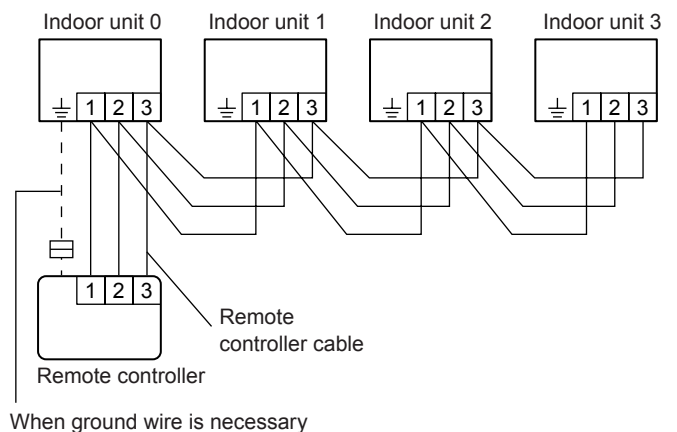 Indoor unit 0 Indoor unit 1 Indoor unit 2 Indoor unit 3
1 2 3 1 2 3 1 2 3 1 2 3
1 2 3
Remote
controller cable
Remote controller
When ground wire is necessary